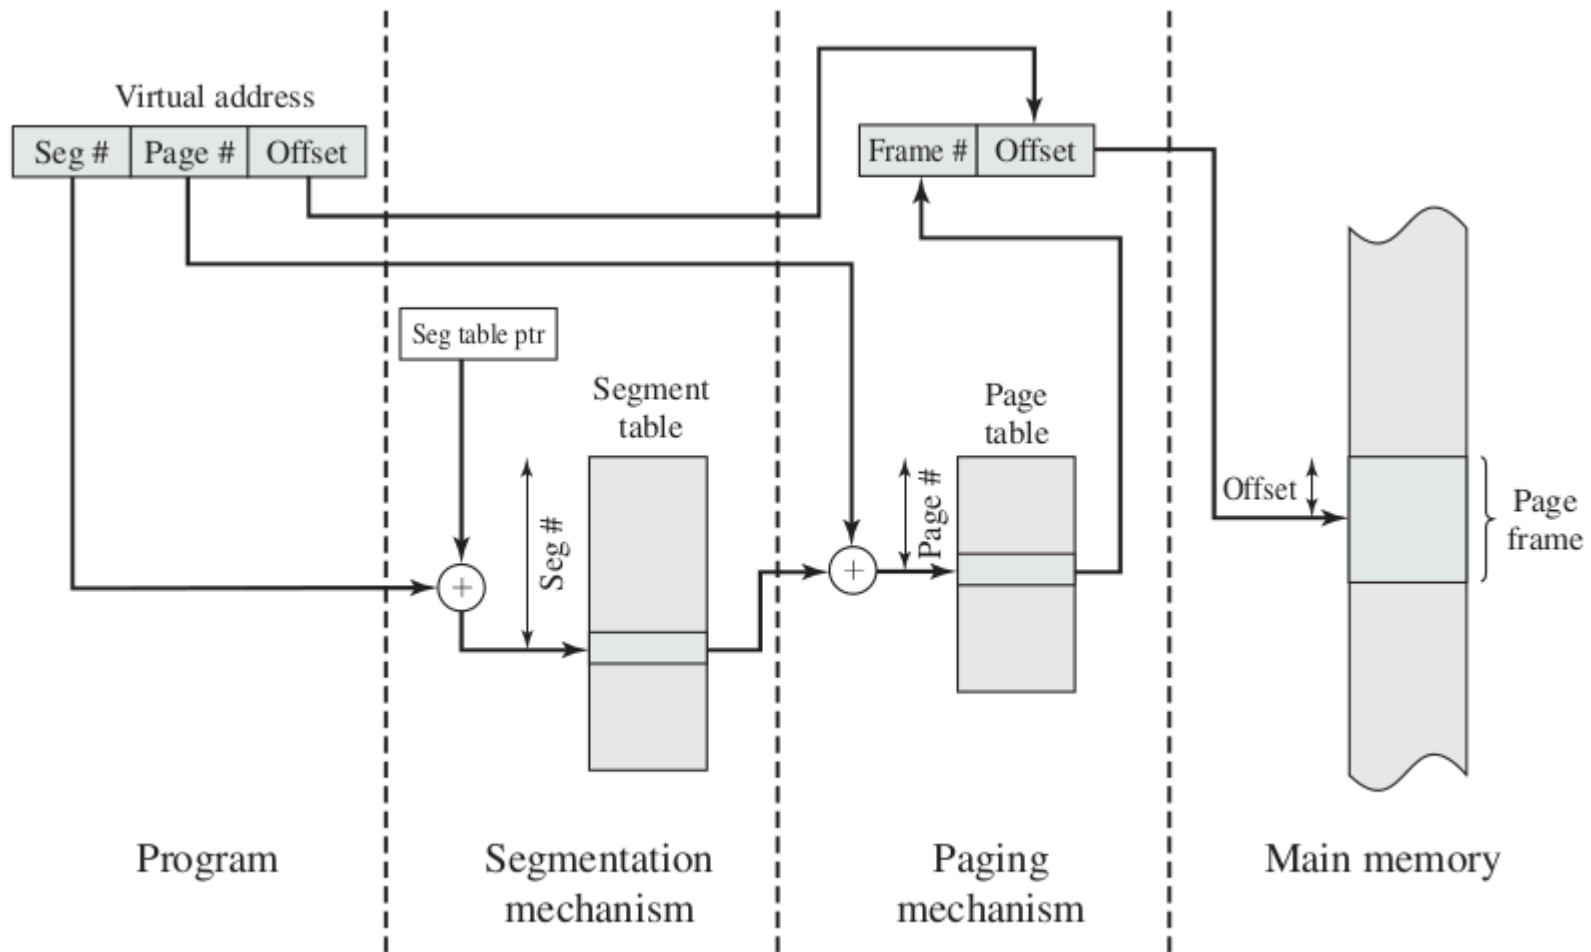 Virtual address
Seg #
Page #
Offset
Frame #
Offset
Seg table ptr
Segment
table
Seg #
+
Page
table
Page #
+
Offset
Page
frame
Program
Segmentation
mechanism
Paging
mechanism
Main memory